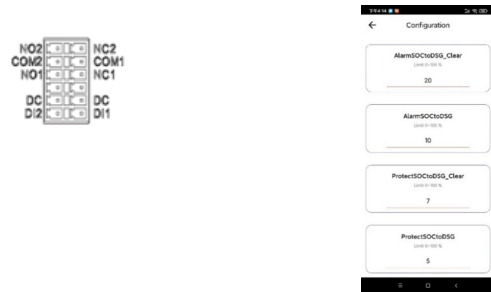 NO2 NC2
COM2 COM1
NO1 NC1
DC DC
DI2 DI1
Configuration
AlarmSOCtoDSG_Clear
Limit 0~100 %
20
AlarmSOCtoDSG
Limit 0~100 %
10
ProtectSOCtoDSG_Clear
Limit 0~100 %
7
ProtectSOCtoDSG
Limit 0~100 %
5